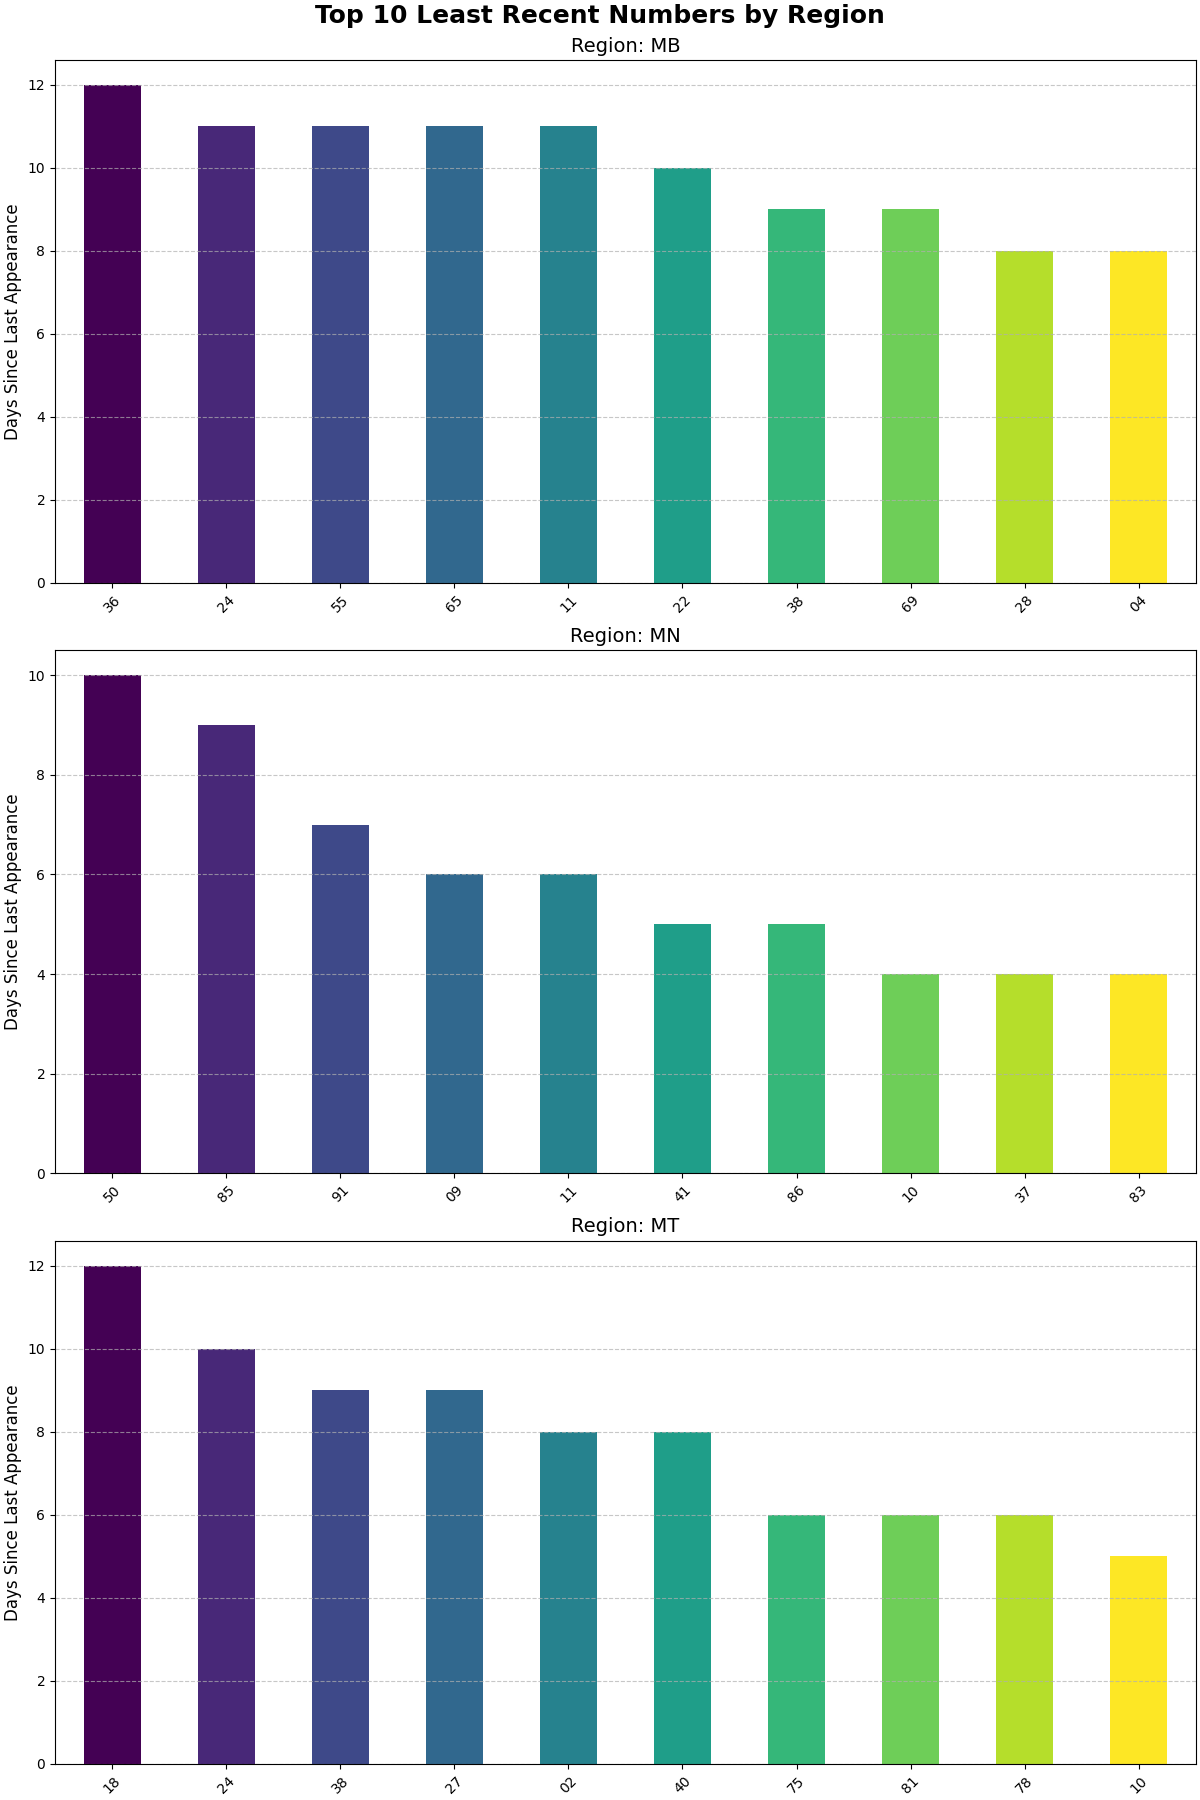 Top 10 Least Recent Numbers by Region
Region: MB
Days Since Last Appearance
12
10
8
6
4
2
0
36 24 55 65 11 22 38 69 28 04
Region: MN
Days Since Last Appearance
10
8
6
4
2
0
50 85 91 09 11 41 86 10 37 83
Region: MT
Days Since Last Appearance
12
10
8
6
4
2
0
18 24 38 27 02 40 75 81 78 10